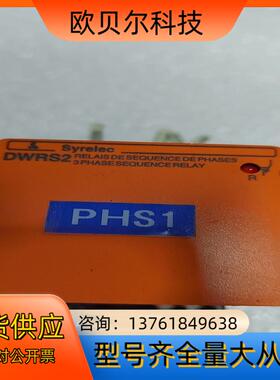 欧贝尔科技
Syrelec
DWRS2 RELAIS DE SEQUENCE DE PHASES
3 PHASE SEQUENCE RELAY
R
PHS1
货供应
对公开票
咨询：13761849638
型号齐全量大从